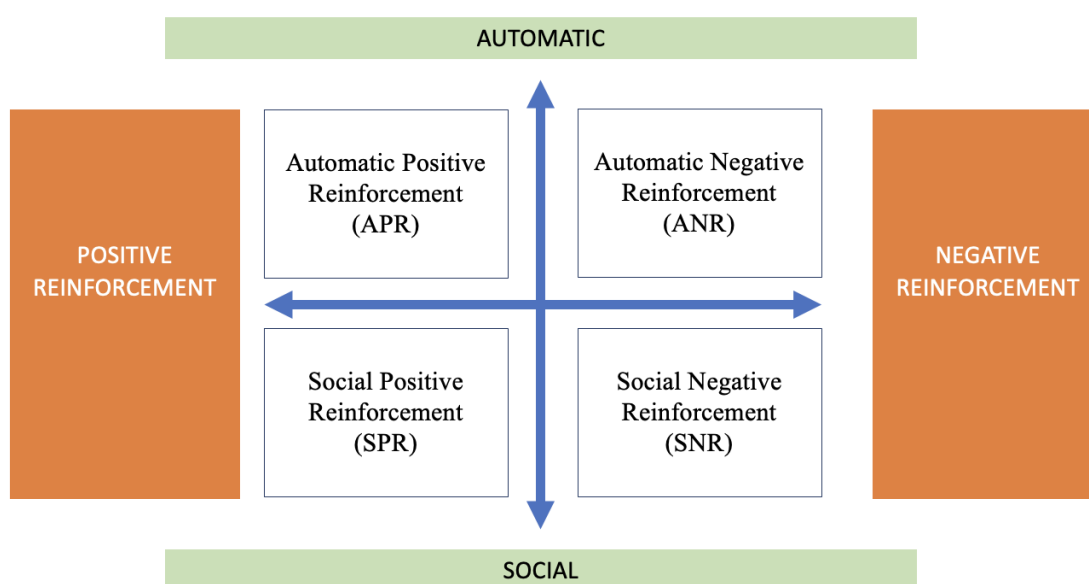 AUTOMATIC
POSITIVE
REINFORCEMENT
Automatic Positive
Reinforcement
(APR)
Automatic Negative
Reinforcement
(ANR)
NEGATIVE
REINFORCEMENT
Social Positive
Reinforcement
(SPR)
Social Negative
Reinforcement
(SNR)
SOCIAL